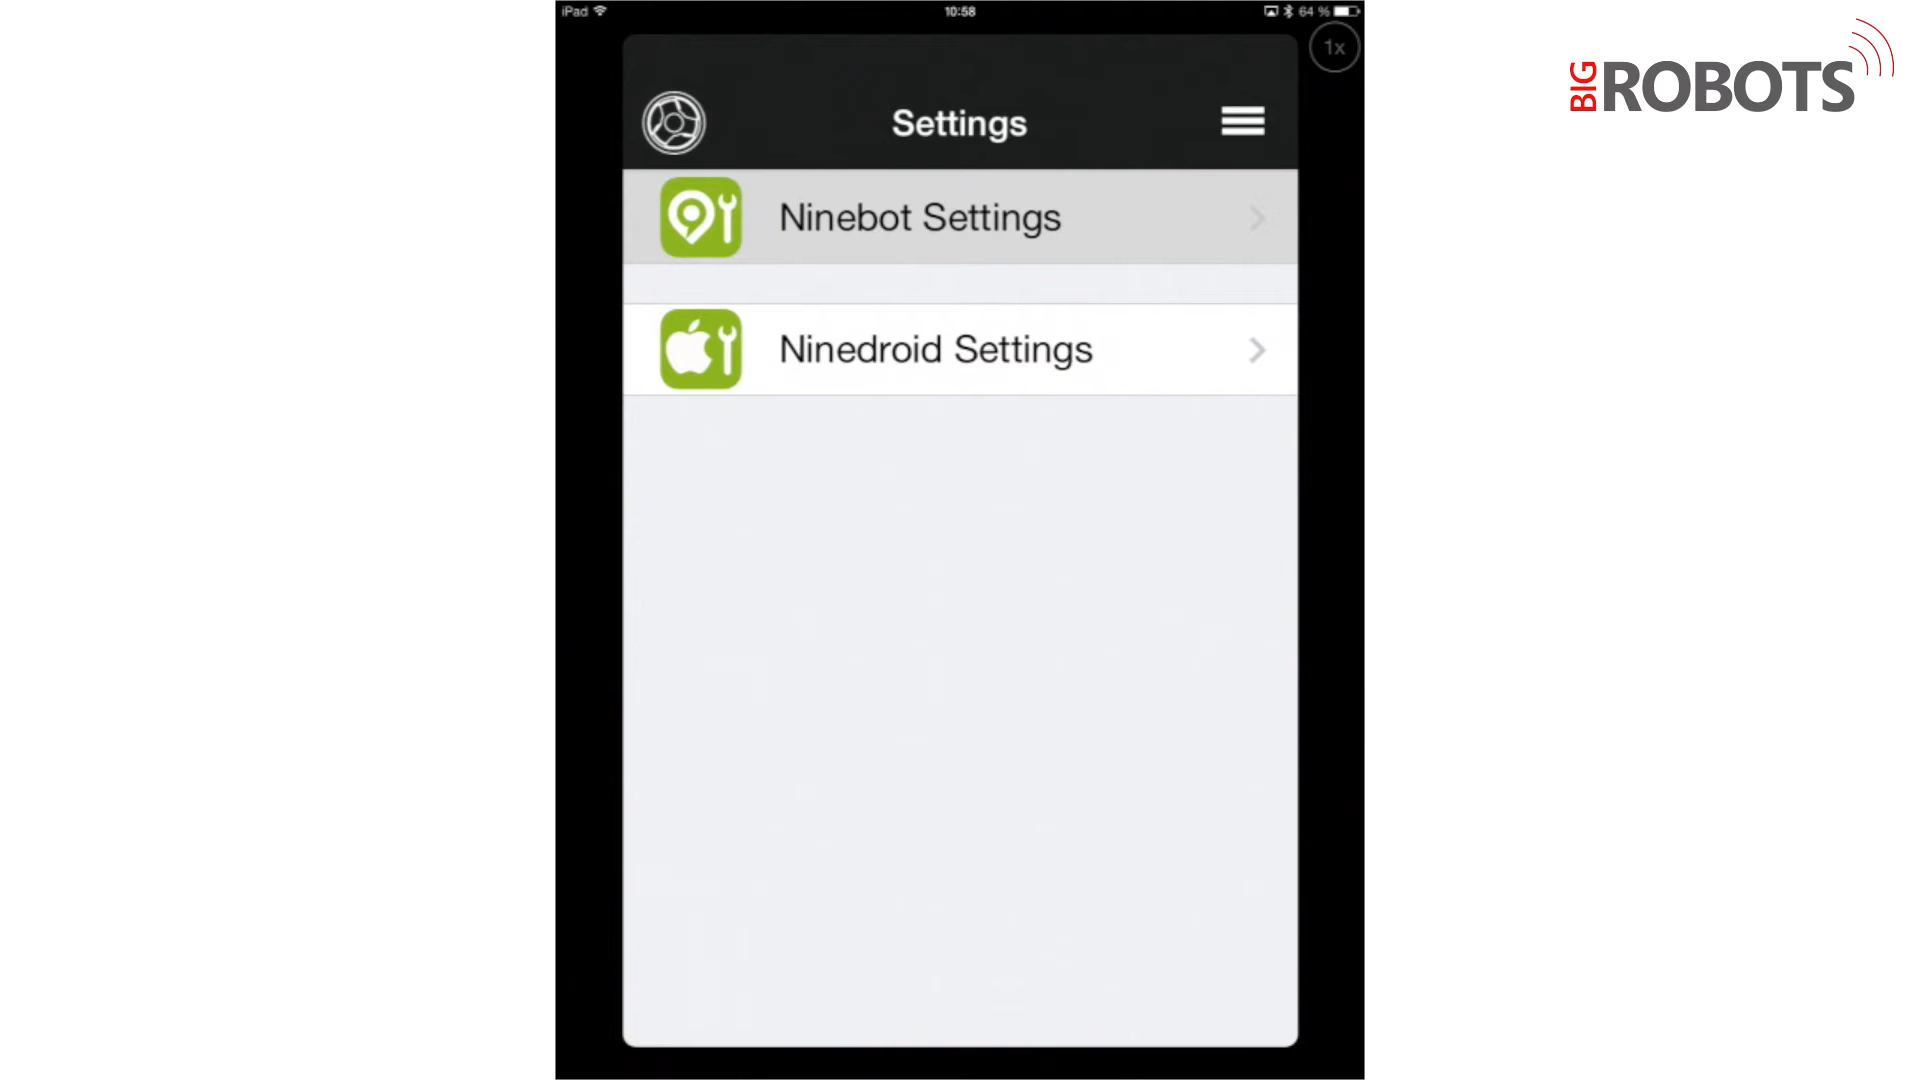 iPad 10:58 64 %
1x
BIG ROBOTS
Settings
Ninebot Settings
Ninedroid Settings